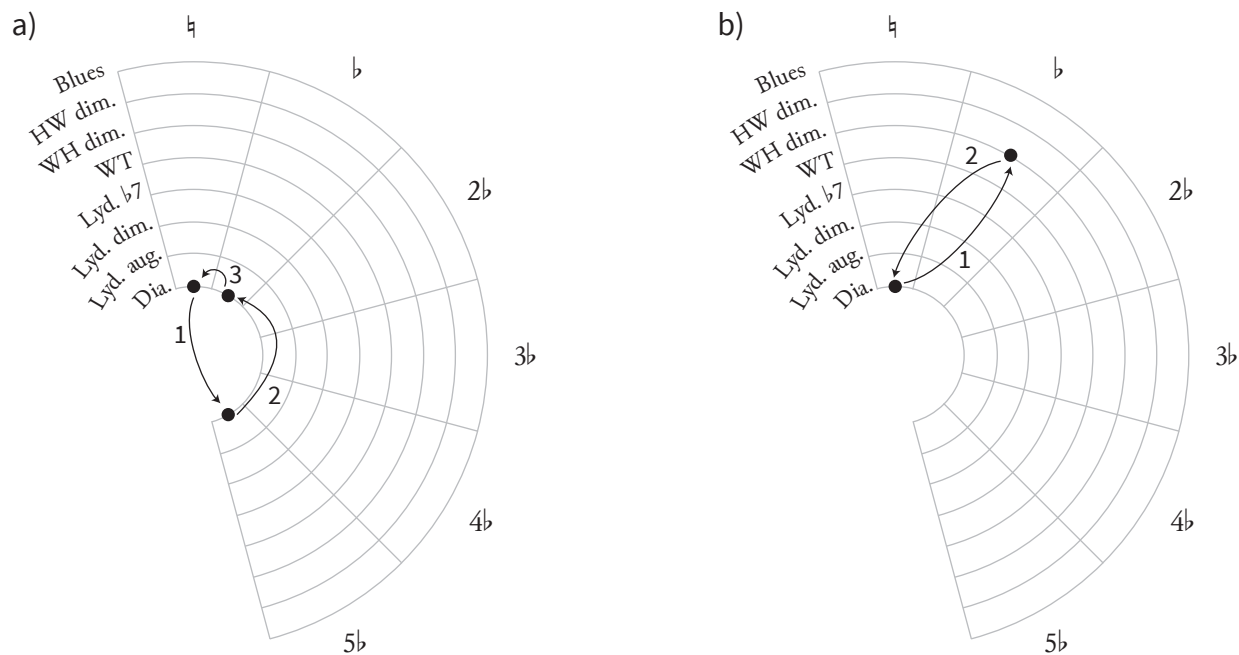 a)
♮
♭
2♭
3♭
4♭
5♭
Blues
HW dim.
WH dim.
WT
Lyd. ♭7
Lyd. dim.
Lyd. aug.
Dia.
1
2
3
b)
♮
♭
2♭
3♭
4♭
5♭
Blues
HW dim.
WH dim.
WT
Lyd. ♭7
Lyd. dim.
Lyd. aug.
Dia.
2
1